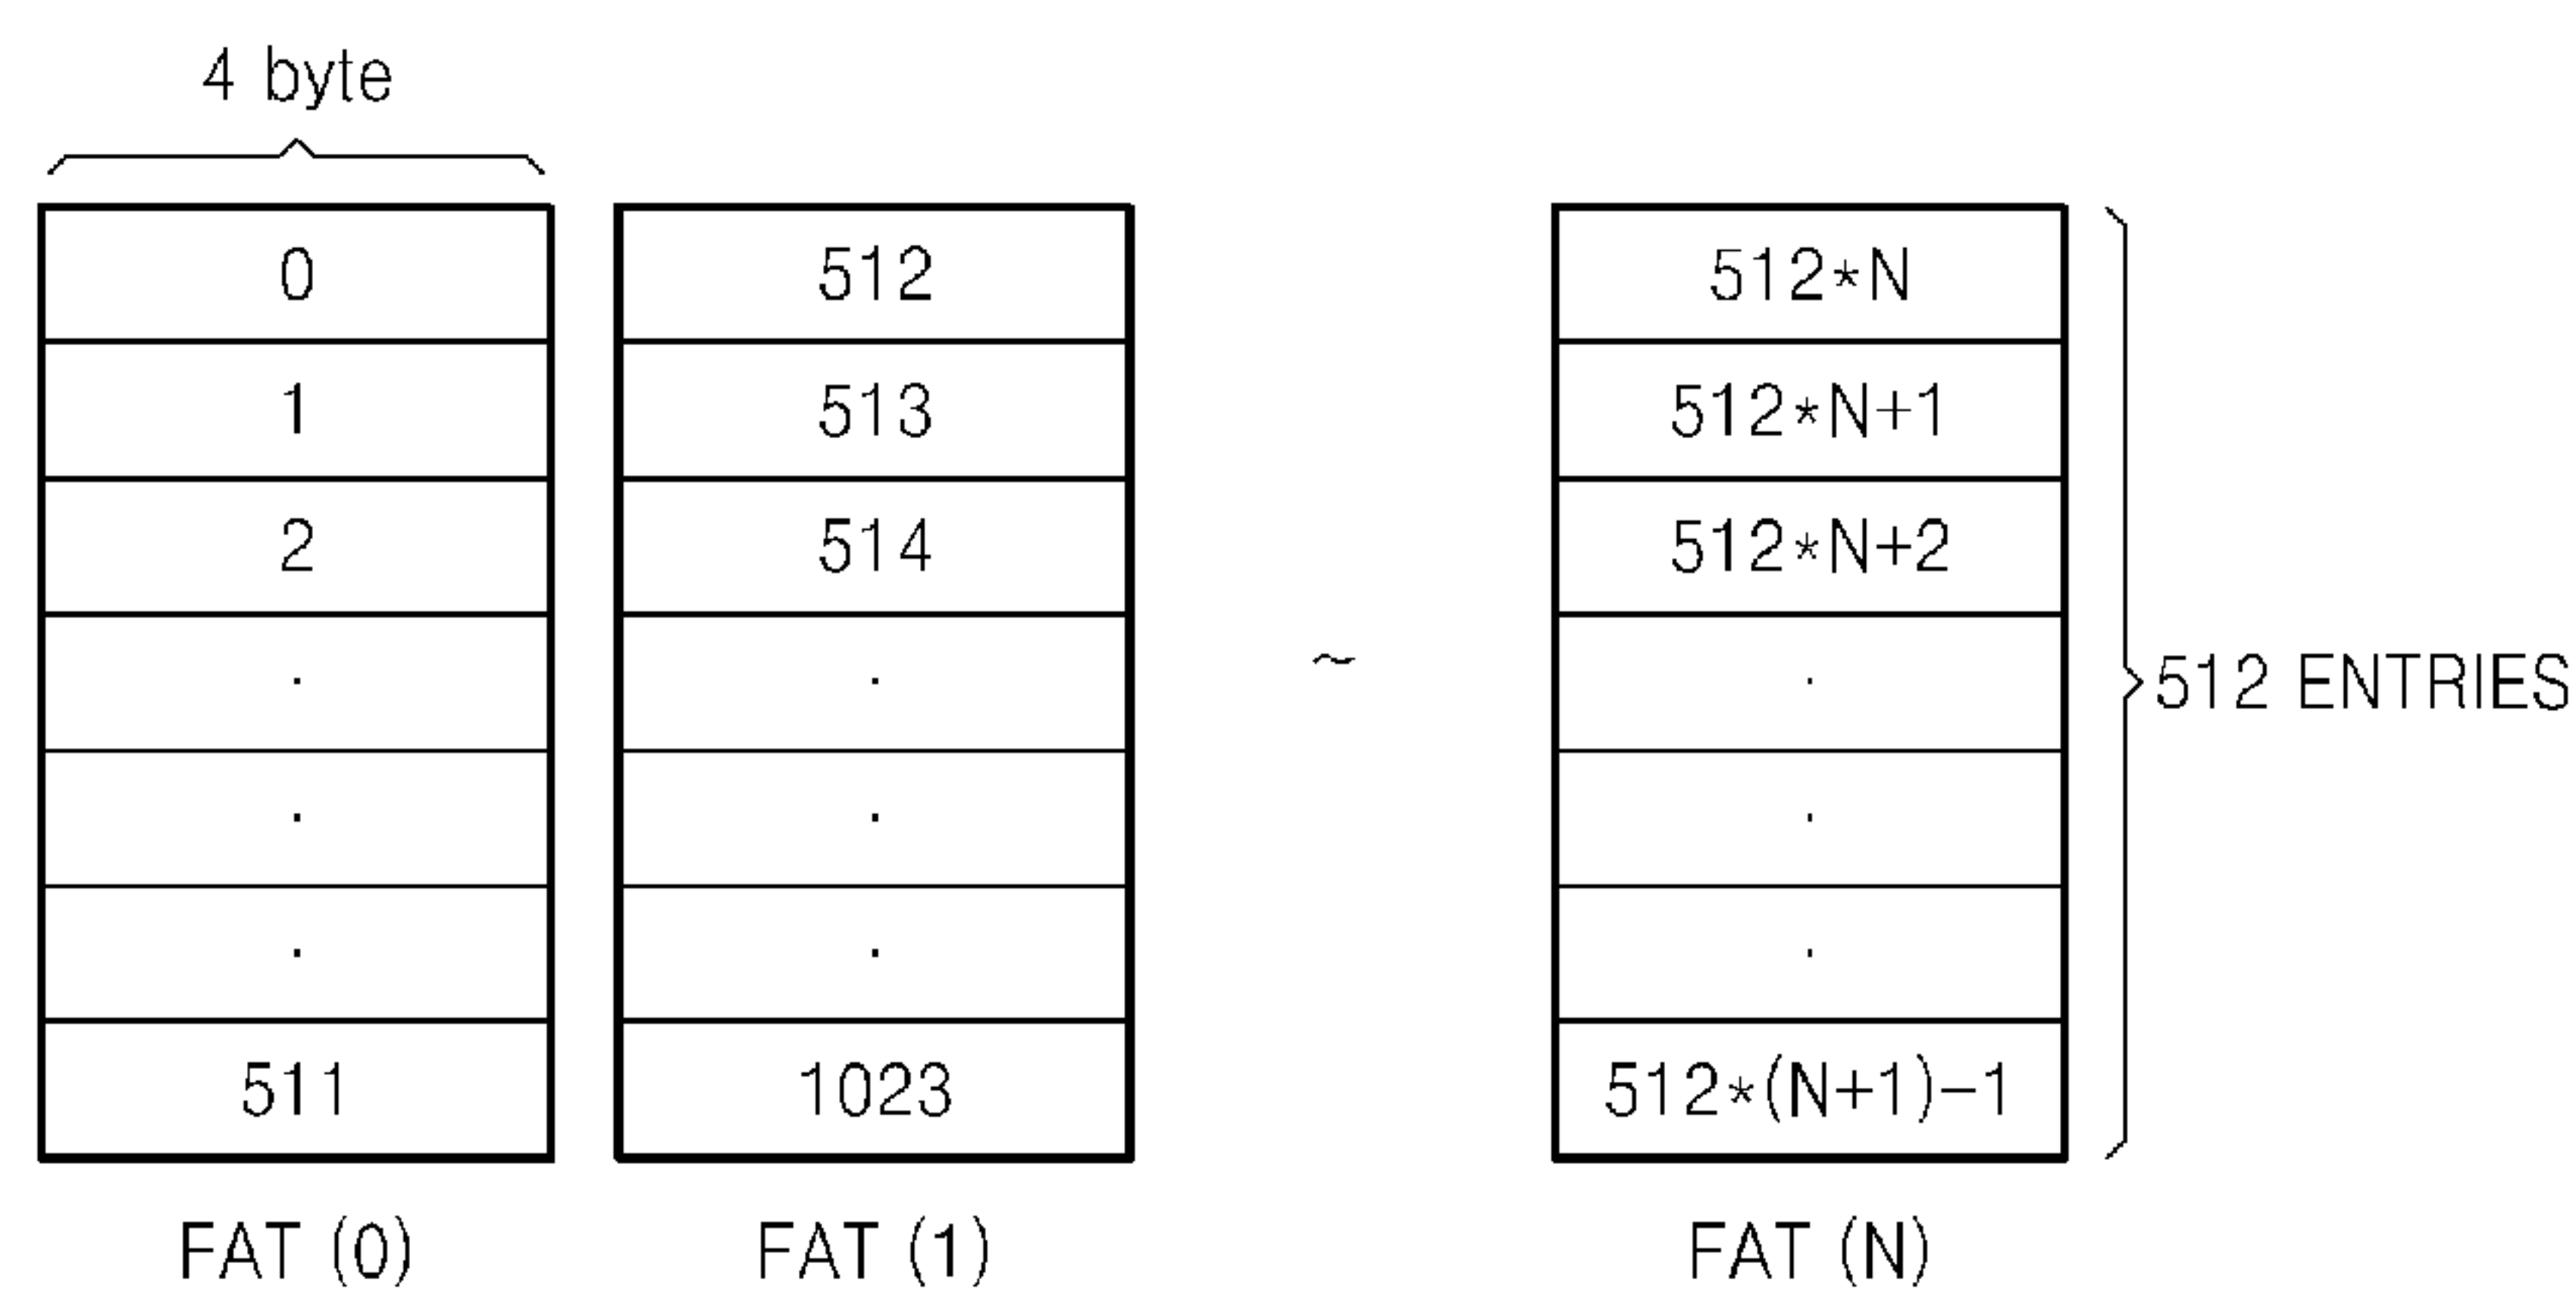 4 byte
0
1
2
.
.
.
511
FAT (0)
512
513
514
.
.
.
1023
FAT (1)
~
512*N
512*N+1
512*N+2
.
.
.
512*(N+1)-1
FAT (N)
512 ENTRIES